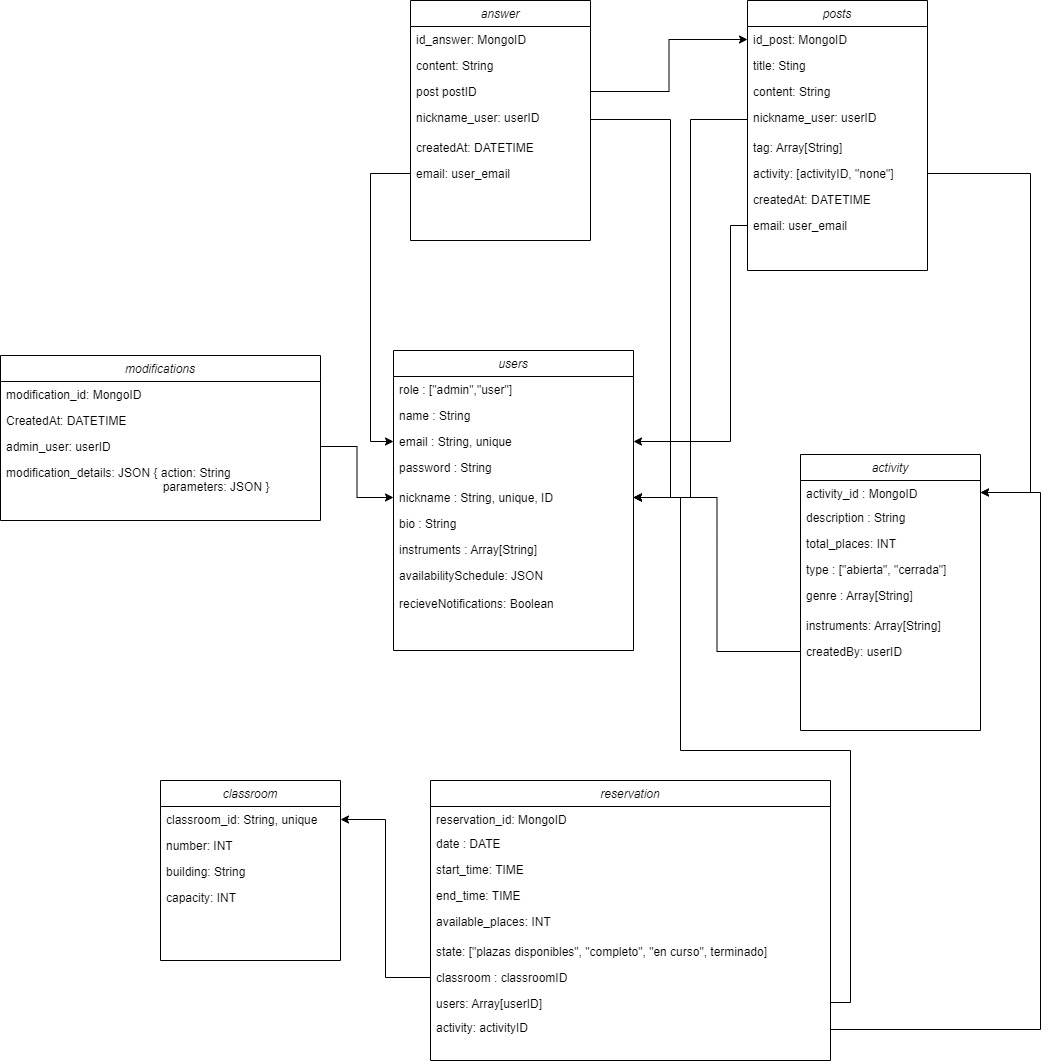 answer
id_answer: MongoID
content: String
post postID
nickname_user: userID
createdAt: DATETIME
email: user_email
posts
id_post: MongoID
title: Sting
content: String
nickname_user: userID
tag: Array[String]
activity: [activityID, "none"]
createdAt: DATETIME
email: user_email
modifications
modification_id: MongoID
CreatedAt: DATETIME
admin_user: userID
modification_details: JSON { action: String
parameters: JSON }
users
role : ["admin","user"]
name : String
email : String, unique
password : String
nickname : String, unique, ID
bio : String
instruments : Array[String]
availabilitySchedule: JSON
recieveNotifications: Boolean
activity
activity_id : MongoID
description : String
total_places: INT
type : ["abierta", "cerrada"]
genre : Array[String]
instruments: Array[String]
createdBy: userID
classroom
classroom_id: String, unique
number: INT
building: String
capacity: INT
reservation
reservation_id: MongoID
date : DATE
start_time: TIME
end_time: TIME
available_places: INT
state: ["plazas disponibles", "completo", "en curso", terminado]
classroom : classroomID
users: Array[userID]
activity: activityID